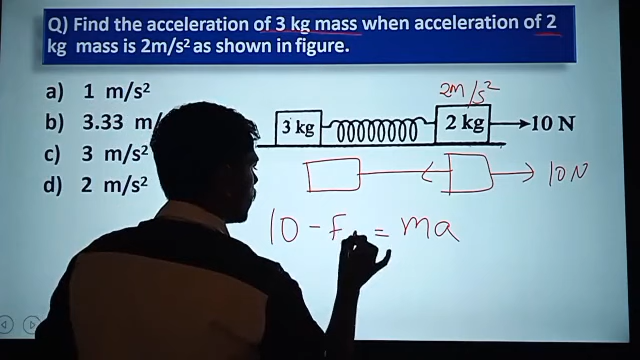 Q) Find the acceleration of 3 kg mass when acceleration of 2
kg mass is 2m/s² as shown in figure.
a) 1 m/s²
b) 3.33 m/
c) 3 m/s²
d) 2 m/s²
2M/s²
3 kg
2 kg
10 N
10N
10 - F = ma